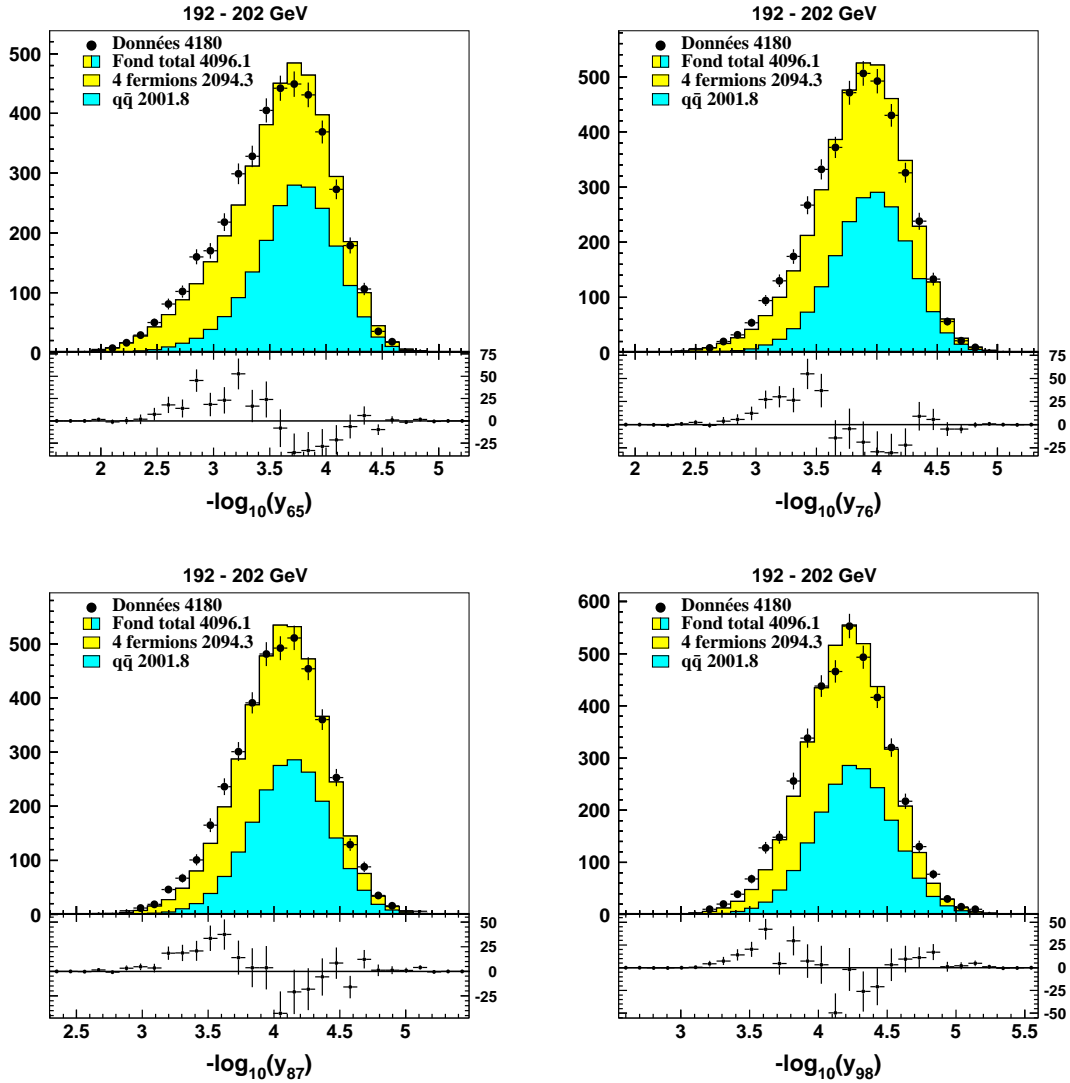 192 - 202 GeV
Données 4180
Fond total 4096.1
4 fermions 2094.3
qq̄ 2001.8
500
400
300
200
100
0
75
50
25
0
-25
2 2.5 3 3.5 4 4.5 5
-log10(y65)
192 - 202 GeV
Données 4180
Fond total 4096.1
4 fermions 2094.3
qq̄ 2001.8
500
400
300
200
100
0
75
50
25
0
-25
2 2.5 3 3.5 4 4.5 5
-log10(y76)
192 - 202 GeV
Données 4180
Fond total 4096.1
4 fermions 2094.3
qq̄ 2001.8
500
400
300
200
100
0
50
25
0
-25
2.5 3 3.5 4 4.5 5
-log10(y87)
192 - 202 GeV
Données 4180
Fond total 4096.1
4 fermions 2094.3
qq̄ 2001.8
600
500
400
300
200
100
0
50
25
0
-25
-50
3 3.5 4 4.5 5 5.5
-log10(y98)